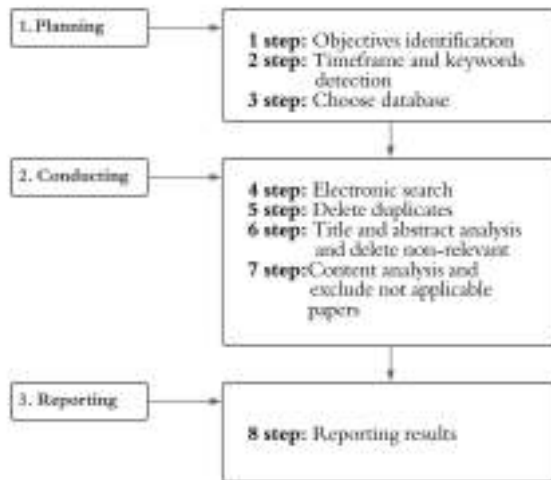 1. Planning
1 step: Objectives identification
2 step: Timeframe and keywords
detection
3 step: Choose database
2. Conducting
4 step: Electronic search
5 step: Delete duplicates
6 step: Title and abstract analysis
and delete non-relevant
7 step:Content analysis and
exclude not applicable
papers
3. Reporting
8 step: Reporting results